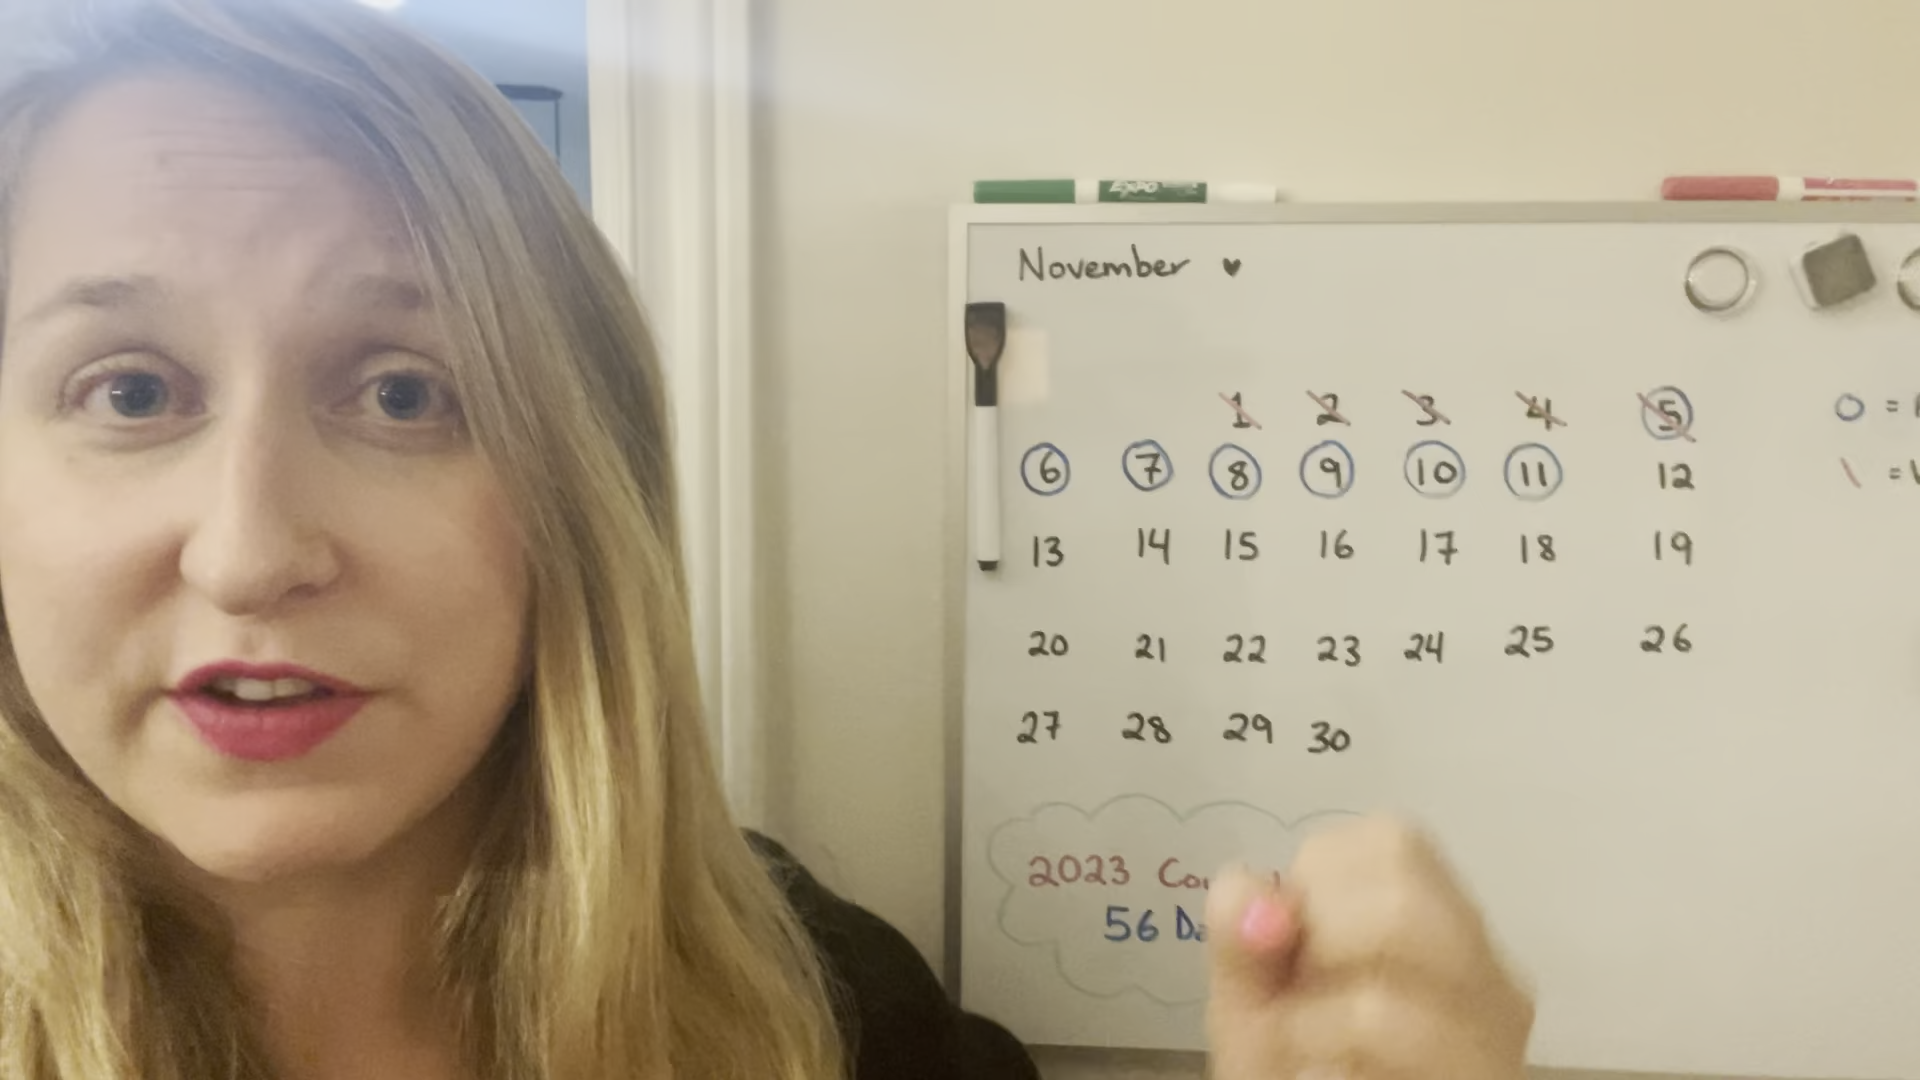 EXPO
November ♥
1 2 3 4 5
6 7 8 9 10 11 12
13 14 15 16 17 18 19
20 21 22 23 24 25 26
27 28 29 30
O =
\ =
2023
56